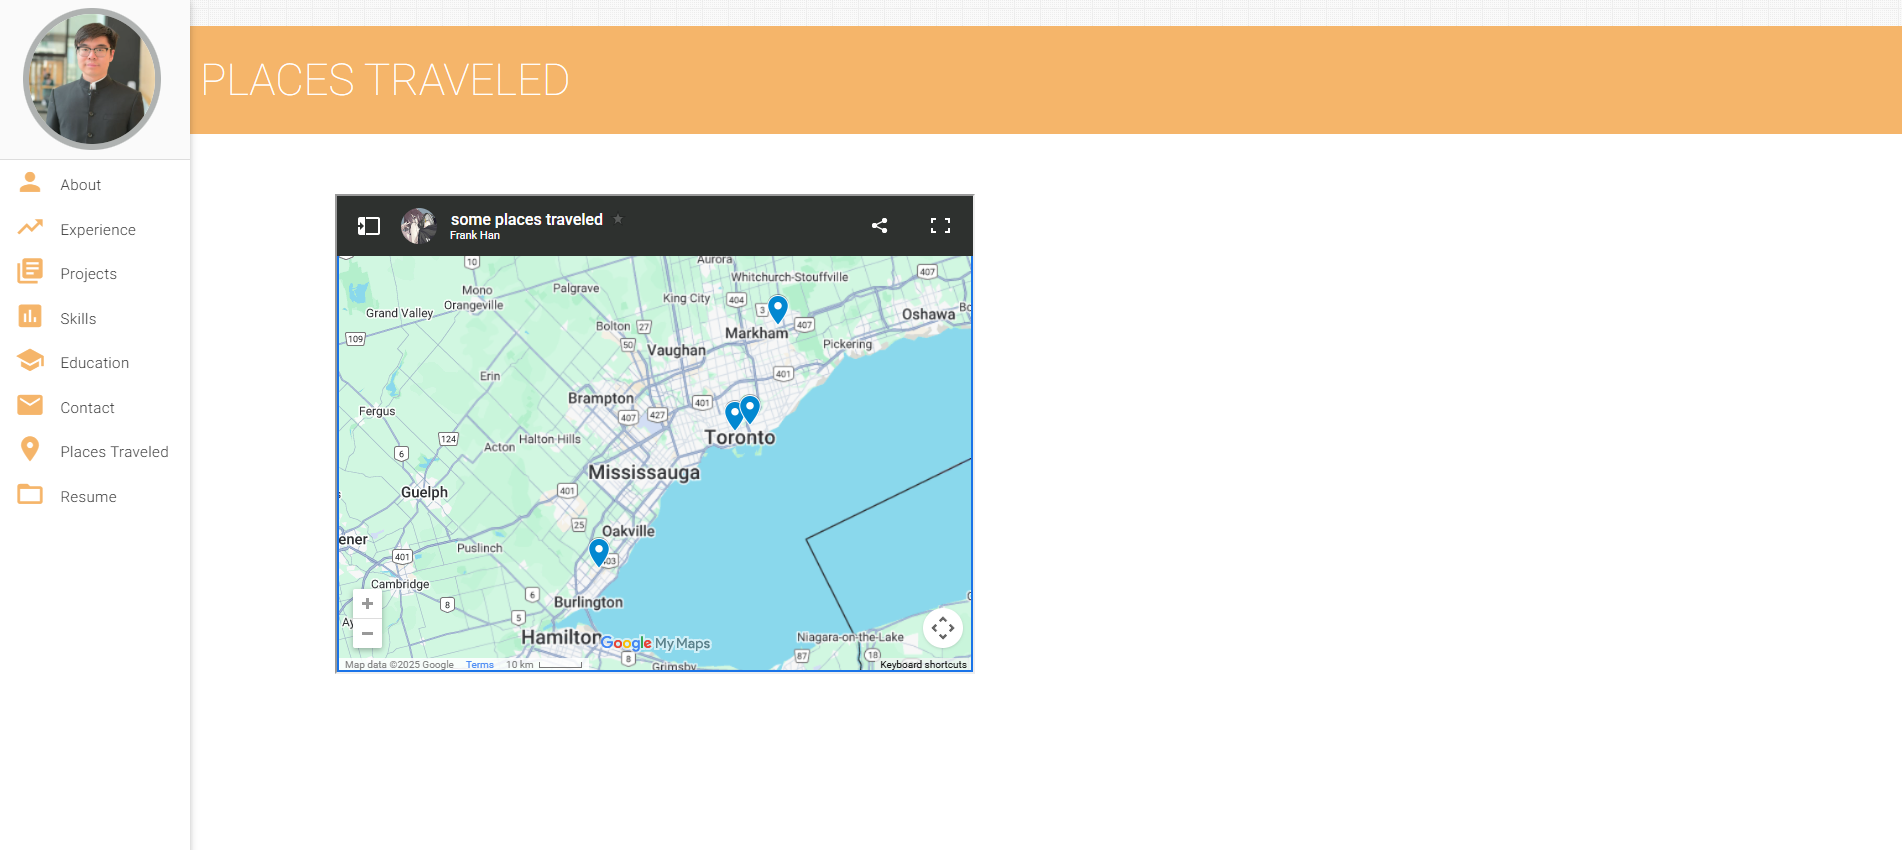 PLACES TRAVELED
About
Experience
Projects
Skills
Education
Contact
Places Traveled
Resume
some places traveled
Frank Han
10
Aurora
Whitchurch-Stouffville
407
Mono
Orangeville
Palgrave
King City
404
3
Grand Valley
Bolton
27
Markham
407
Oshawa
109
50
Vaughan
Pickering
Erin
401
Brampton
401
407
427
Fergus
124
Halton Hills
Toronto
6
Acton
Mississauga
Guelph
401
25
Oakville
ener
Puslinch
401
403
Cambridge
6
Burlington
8
5
Hamilton
Google My Maps
Niagara-on-the-Lake
8
Grimsby
87
18
Map data ©2025 Google
Terms
10 km
Keyboard shortcuts